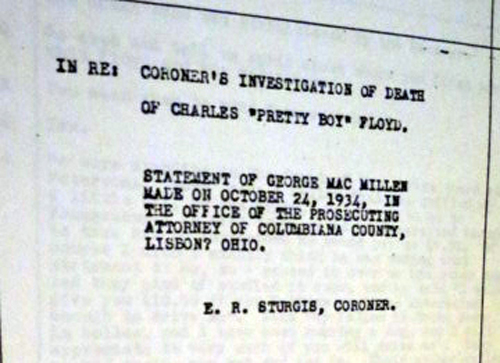 IN RE: CORONER'S INVESTIGATION OF DEATH
OF CHARLES "PRETTY BOY" FLOYD.
STATEMENT OF GEORGE MAC MILLEN
MADE ON OCTOBER 24, 1934, IN
THE OFFICE OF THE PROSECUTING
ATTORNEY OF COLUMBIANA COUNTY,
LISBON? OHIO.
E. R. STURGIS, CORONER.